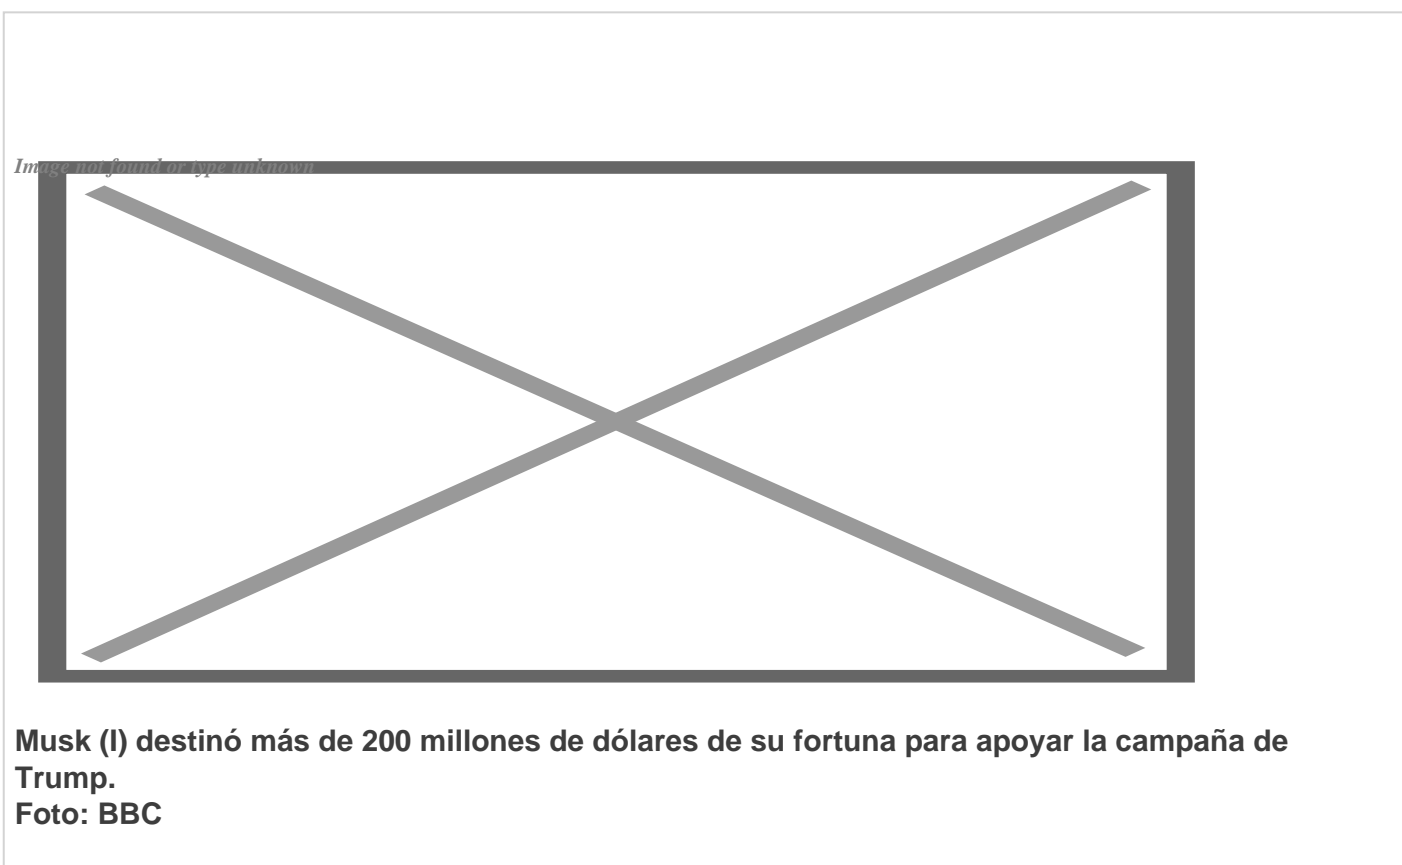 Image not found or type unknown
Musk (I) destinó más de 200 millones de dólares de su fortuna para apoyar la campaña de
Trump.
Foto: BBC